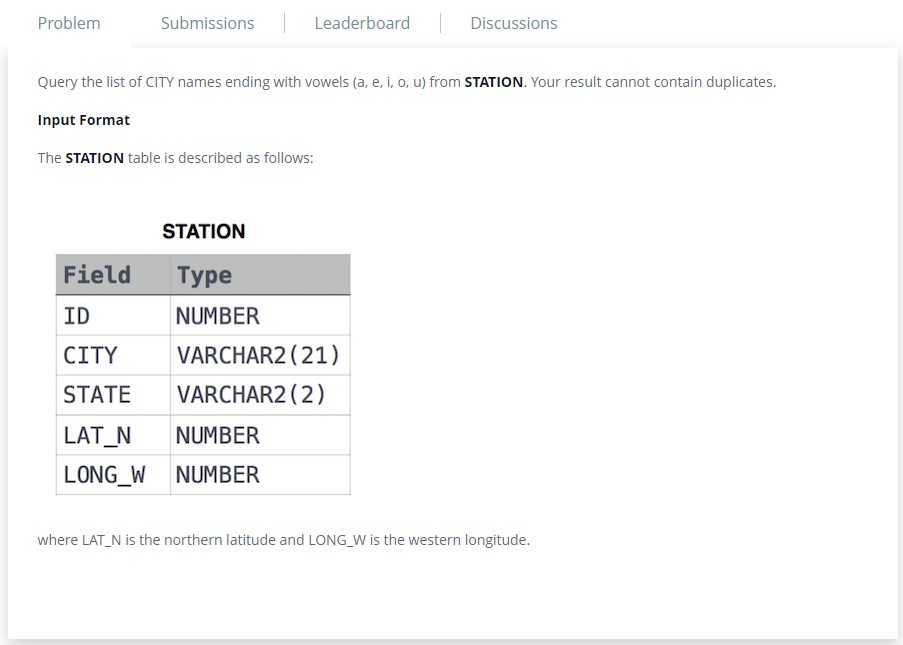 Problem Submissions Leaderboard Discussions
Query the list of CITY names ending with vowels (a, e, i, o, u) from STATION. Your result cannot contain duplicates.
Input Format
The STATION table is described as follows:
STATION
Field Type
ID NUMBER
CITY VARCHAR2(21)
STATE VARCHAR2(2)
LAT_N NUMBER
LONG_W NUMBER
where LAT_N is the northern latitude and LONG_W is the western longitude.